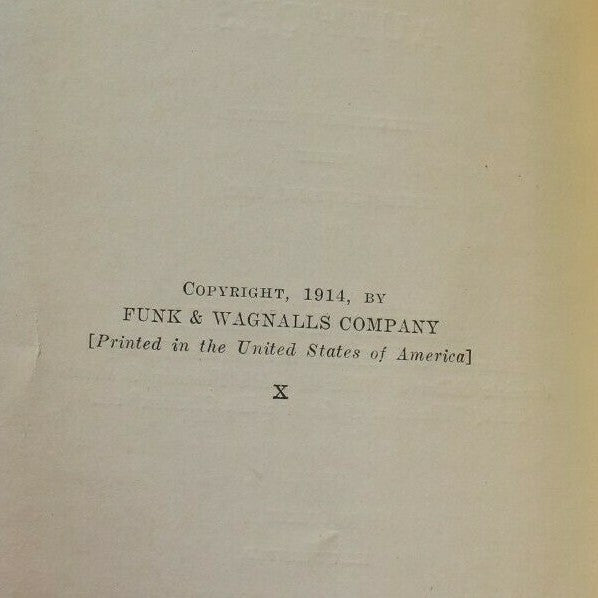 COPYRIGHT, 1914, BY
FUNK & WAGNALLS COMPANY
[Printed in the United States of America]
X